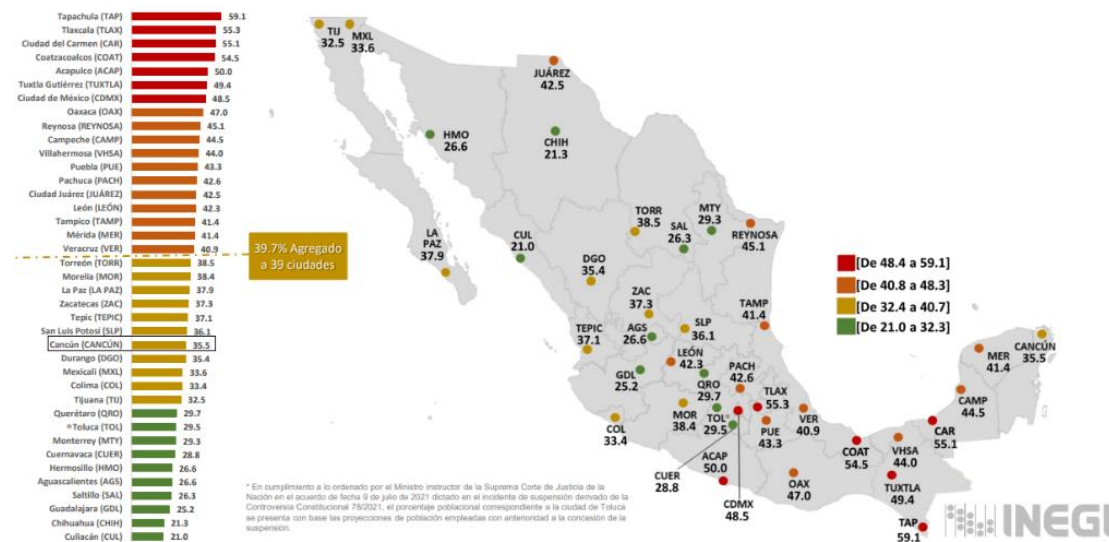 Tapachula (TAP) 59.1
Tlaxcala (TLAX) 55.3
Ciudad del Carmen (CAR) 55.1
Coatzacoalcos (COAT) 54.5
Acapulco (ACAP) 50.0
Tuxtla Gutiérrez (TUXTLA) 49.4
Ciudad de México (CDMX) 48.5
Oaxaca (OAX) 47.0
Reynosa (REYNOSA) 45.1
Campeche (CAMP) 44.5
Villahermosa (VHSA) 44.0
Puebla (PUE) 43.3
Pachuca (PACH) 42.6
Ciudad Juárez (JUÁREZ) 42.5
León (LEÓN) 42.3
Tampico (TAMP) 41.4
Mérida (MER) 41.4
Veracruz (VER) 40.9
Torreón (TORR) 38.5
Morelia (MOR) 38.4
La Paz (LA PAZ) 37.9
Zacatecas (ZAC) 37.3
Tepic (TEPIC) 37.1
San Luis Potosí (SLP) 36.1
Cancún (CANCÚN) 35.5
Durango (DGO) 35.4
Mexicali (MXL) 33.6
Colima (COL) 33.4
Tijuana (TIJ) 32.5
Querétaro (QRO) 29.7
*Toluca (TOL) 29.5
Monterrey (MTY) 29.3
Cuernavaca (CUER) 28.8
Hermosillo (HMO) 26.6
Aguascalientes (AGS) 26.6
Saltillo (SAL) 26.3
Guadalajara (GDL) 25.2
Chihuahua (CHIH) 21.3
Culiacán (CUL) 21.0
39.7% Agregado
a 39 ciudades
TIJ
32.5
MXL
33.6
JUÁREZ
42.5
HMO
26.6
CHIH
21.3
LA
PAZ
37.9
CUL
21.0
TORR
38.5
SAL
26.3
MTY
29.3
REYNOSA
45.1
DGO
35.4
ZAC
37.3
TAMP
41.4
TEPIC
37.1
AGS
26.6
SLP
36.1
LEÓN
42.3
GDL
25.2
QRO
29.7
PACH
42.6
TLAX
55.3
COL
33.4
MOR
38.4
TOL*
29.5
PUE
43.3
VER
40.9
CUER
28.8
ACAP
50.0
CDMX
48.5
OAX
47.0
COAT
54.5
VHSA
44.0
TUXTLA
49.4
TAP
59.1
CAR
55.1
CAMP
44.5
MER
41.4
CANCÚN
35.5
[De 48.4 a 59.1]
[De 40.8 a 48.3]
[De 32.4 a 40.7]
[De 21.0 a 32.3]
* En cumplimiento a lo ordenado por el Ministro instructor de la Suprema Corte de Justicia de la
Nación en el acuerdo de fecha 9 de julio de 2021 dictado en el incidente de suspensión derivado de la
Controversia Constitucional 78/2021, el porcentaje poblacional correspondiente a la ciudad de Toluca
se presenta con base las proyecciones de población empleadas con anterioridad a la concesión de la
suspensión.
INEGI